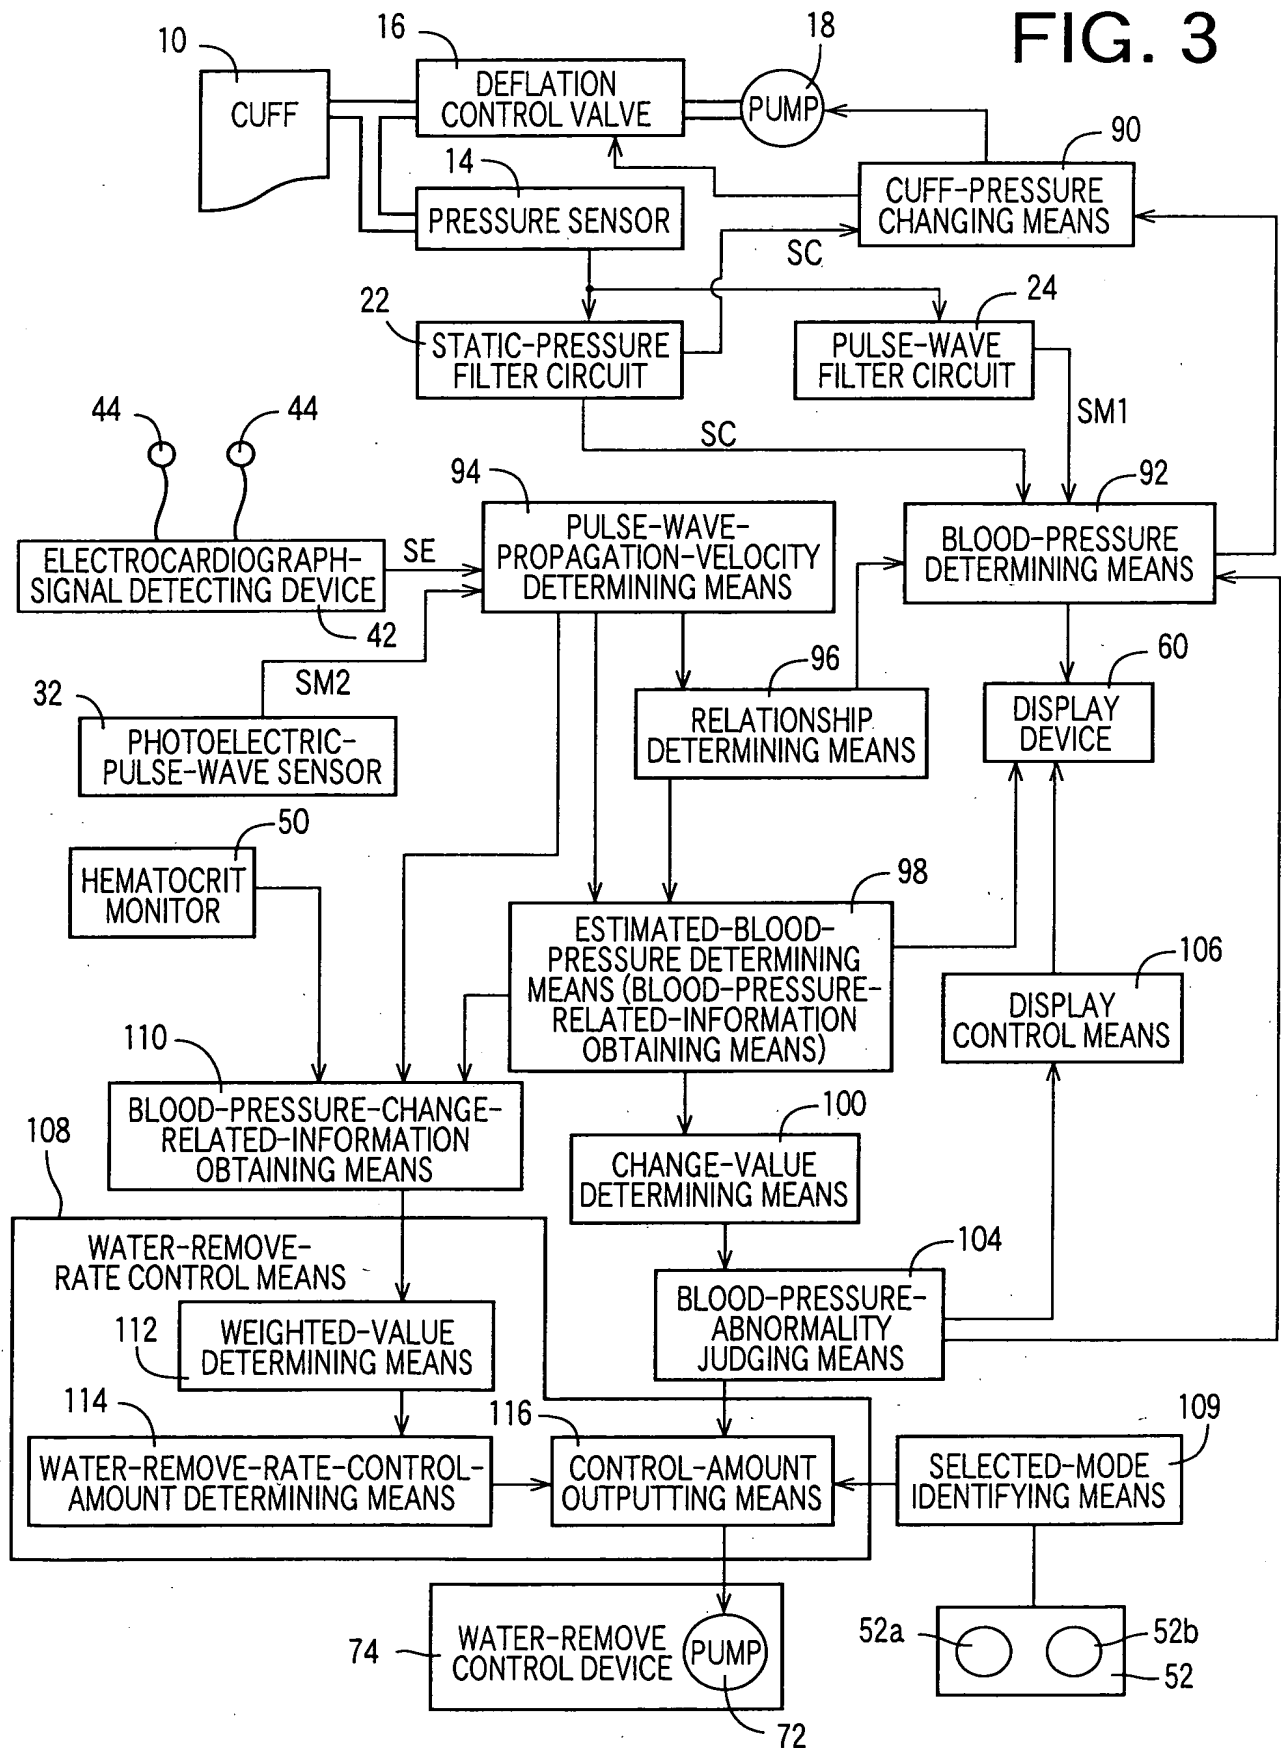 FIG. 3
10
CUFF
16
DEFLATION
CONTROL VALVE
18
PUMP
90
CUFF-PRESSURE
CHANGING MEANS
14
PRESSURE SENSOR
SC
22
STATIC-PRESSURE
FILTER CIRCUIT
24
PULSE-WAVE
FILTER CIRCUIT
SM1
SC
44
44
94
PULSE-WAVE-
PROPAGATION-VELOCITY
DETERMINING MEANS
92
BLOOD-PRESSURE
DETERMINING MEANS
ELECTROCARDIOGRAPH-
SIGNAL DETECTING DEVICE
SE
42
SM2
32
PHOTOELECTRIC-
PULSE-WAVE SENSOR
96
RELATIONSHIP
DETERMINING MEANS
60
DISPLAY
DEVICE
50
HEMATOCRIT
MONITOR
98
ESTIMATED-BLOOD-
PRESSURE DETERMINING
MEANS (BLOOD-PRESSURE-
RELATED-INFORMATION
OBTAINING MEANS)
106
DISPLAY
CONTROL MEANS
110
BLOOD-PRESSURE-CHANGE-
RELATED-INFORMATION
OBTAINING MEANS
100
CHANGE-VALUE
DETERMINING MEANS
108
WATER-REMOVE-
RATE CONTROL MEANS
104
BLOOD-PRESSURE-
ABNORMALITY
JUDGING MEANS
112
WEIGHTED-VALUE
DETERMINING MEANS
114
WATER-REMOVE-RATE-CONTROL-
AMOUNT DETERMINING MEANS
116
CONTROL-AMOUNT
OUTPUTTING MEANS
109
SELECTED-MODE
IDENTIFYING MEANS
74
WATER-REMOVE
CONTROL DEVICE
PUMP
72
52a
52b
52